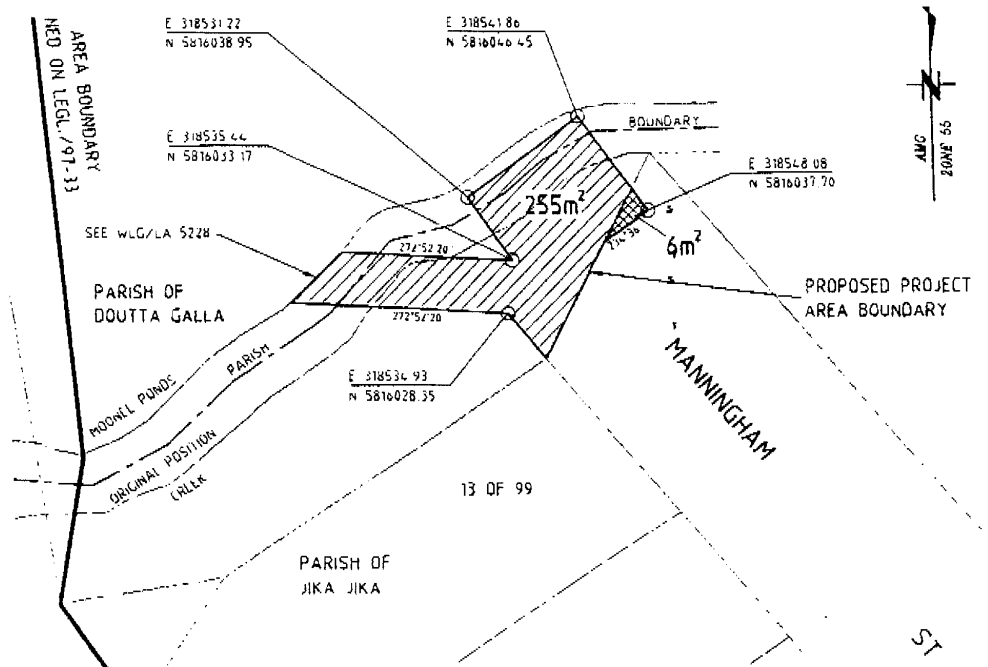 E 318531.22
N 5816038.95
E 318541.86
N 5816046.45
AREA BOUNDARY
NED ON LEGL./97-33
E 318535.44
N 5816033.17
BOUNDARY
AMG
ZONE 55
E 318548.08
N 5816037.70
255m²
6m²
SEE WLG/LA 5228
272°52'20"
PARISH OF
DOUTTA GALLA
272°52'20"
PROPOSED PROJECT
AREA BOUNDARY
E 318534.93
N 5816028.35
MOONEE PONDS
PARISH
ORIGINAL POSITION
CREEK
MANNINGHAM
13 OF 99
PARISH OF
JIKA JIKA
ST